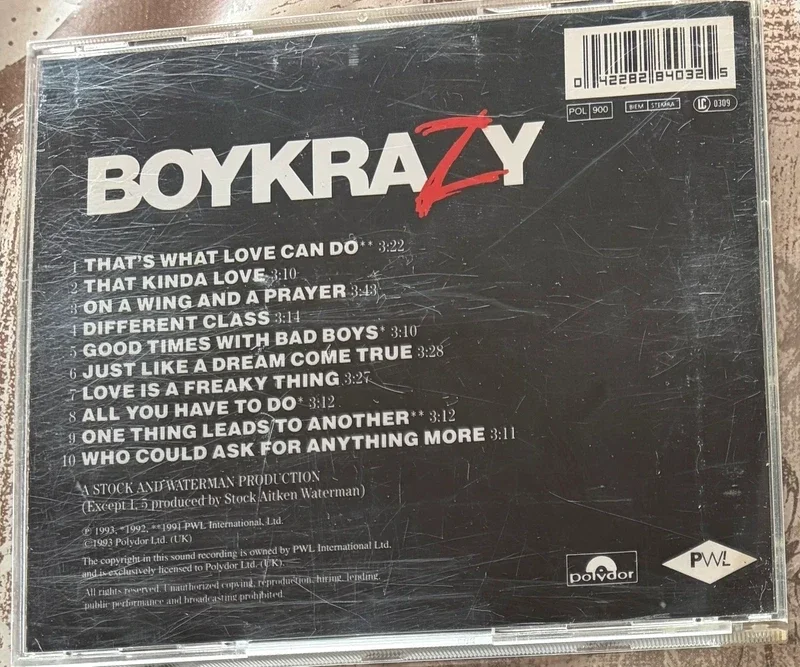 0 42282 84032 5
POL 900 BIEM STEMRA LC 0309
BOYKRAZY
1 THAT'S WHAT LOVE CAN DO** 3:22
2 THAT KINDA LOVE 3:10
3 ON A WING AND A PRAYER 3:43
4 DIFFERENT CLASS 3:14
5 GOOD TIMES WITH BAD BOYS* 3:10
6 JUST LIKE A DREAM COME TRUE 3:28
7 LOVE IS A FREAKY THING 3:27
8 ALL YOU HAVE TO DO* 3:12
9 ONE THING LEADS TO ANOTHER** 3:12
10 WHO COULD ASK FOR ANYTHING MORE 3:11
A STOCK AND WATERMAN PRODUCTION
(Except 1, 5 produced by Stock Aitken Waterman)
℗ 1993, *1992, **1991 PWL International, Ltd.
©1993 Polydor Ltd. (UK)
The copyright in this sound recording is owned by PWL International Ltd.
and is exclusively licensed to Polydor Ltd. (UK).
All rights reserved. Unauthorized copying, reproduction, hiring, lending,
public performance and broadcasting prohibited.
polydor
PWL